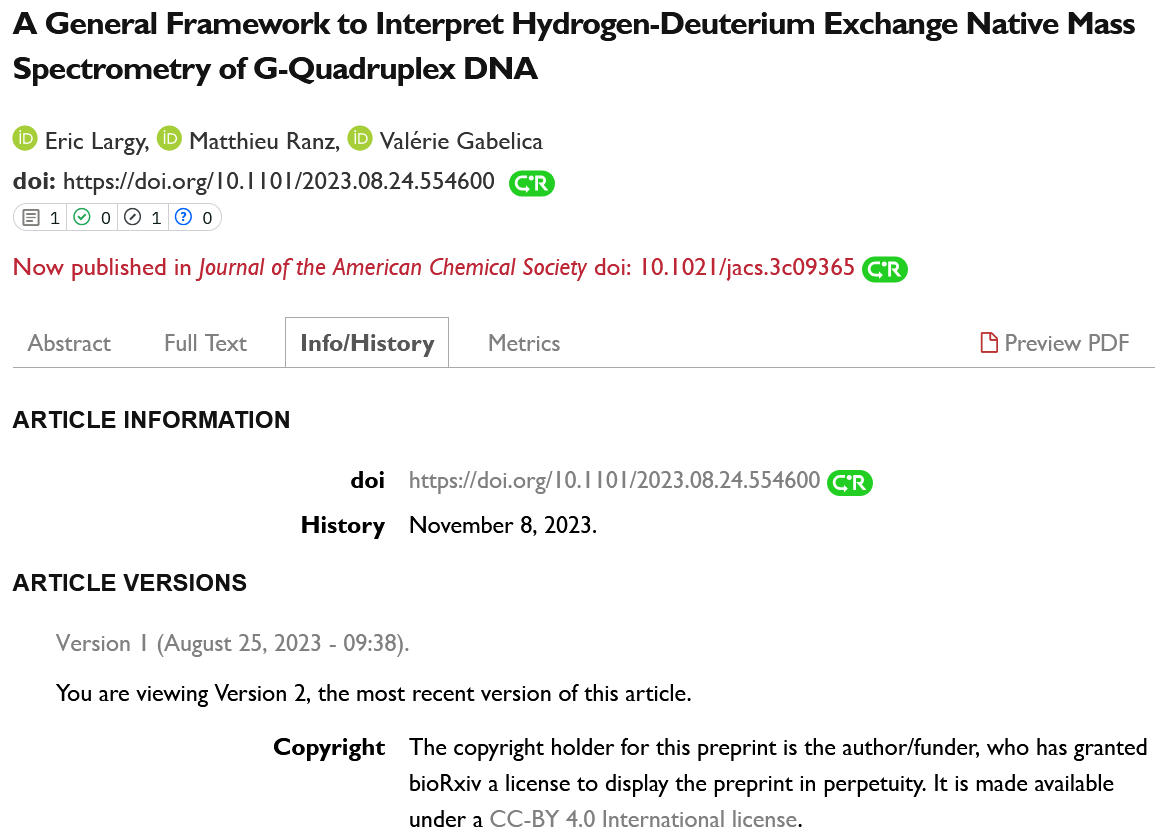 A General Framework to Interpret Hydrogen-Deuterium Exchange Native Mass
Spectrometry of G-Quadruplex DNA
iD Eric Largy, iD Matthieu Ranz, iD Valérie Gabelica
doi: https://doi.org/10.1101/2023.08.24.554600 C R
1 0 1 ? 0
Now published in Journal of the American Chemical Society doi: 10.1021/jacs.3c09365 C R
Abstract Full Text Info/History Metrics Preview PDF
ARTICLE INFORMATION
doi https://doi.org/10.1101/2023.08.24.554600 C R
History November 8, 2023.
ARTICLE VERSIONS
Version 1 (August 25, 2023 - 09:38).
You are viewing Version 2, the most recent version of this article.
Copyright The copyright holder for this preprint is the author/funder, who has granted
bioRxiv a license to display the preprint in perpetuity. It is made available
under a CC-BY 4.0 International license.